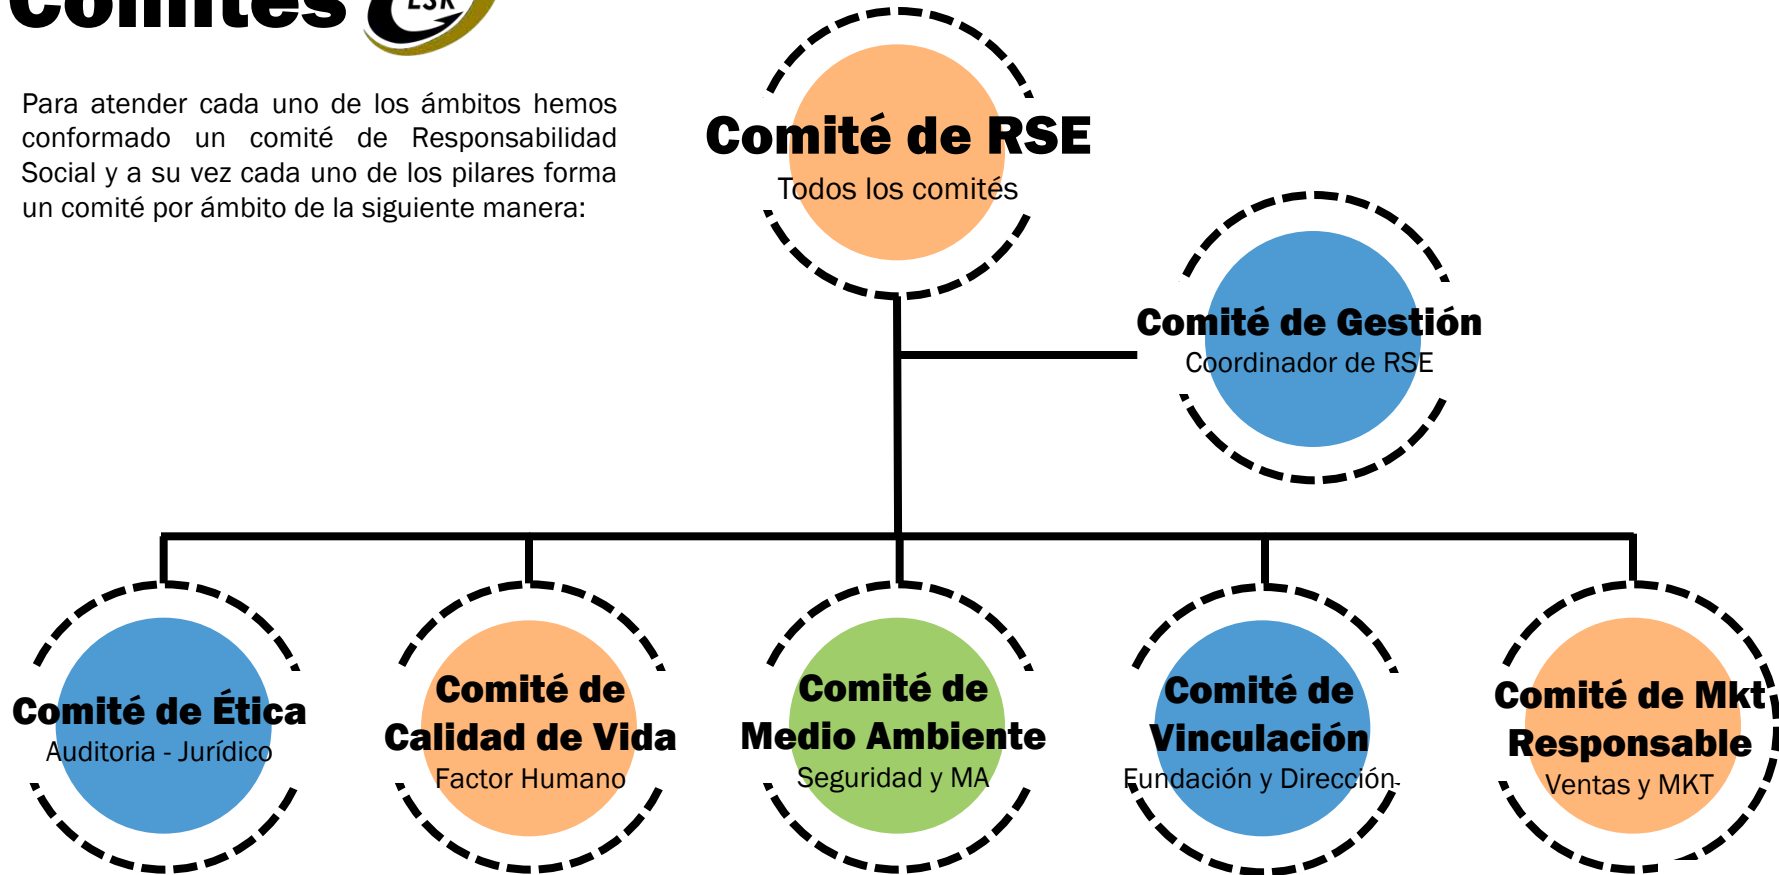 Comités
ESR
Para atender cada uno de los ámbitos hemos
conformado un comité de Responsabilidad
Social y a su vez cada uno de los pilares forma
un comité por ámbito de la siguiente manera:
Comité de RSE
Todos los comités
Comité de Gestión
Coordinador de RSE
Comité de Ética
Auditoria - Jurídico
Comité de
Calidad de Vida
Factor Humano
Comité de
Medio Ambiente
Seguridad y MA
Comité de
Vinculación
Fundación y Dirección
Comité de Mkt
Responsable
Ventas y MKT